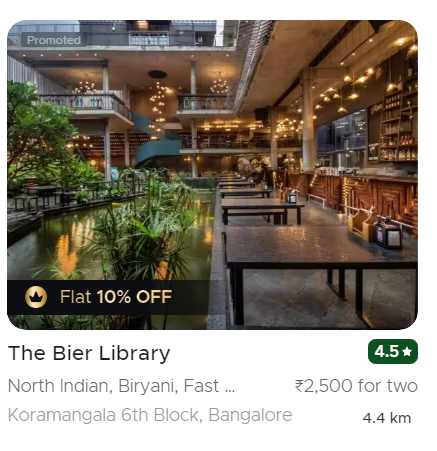 Promoted
Flat 10% OFF
The Bier Library 4.5★
North Indian, Biryani, Fast ... ₹2,500 for two
Koramangala 6th Block, Bangalore 4.4 km